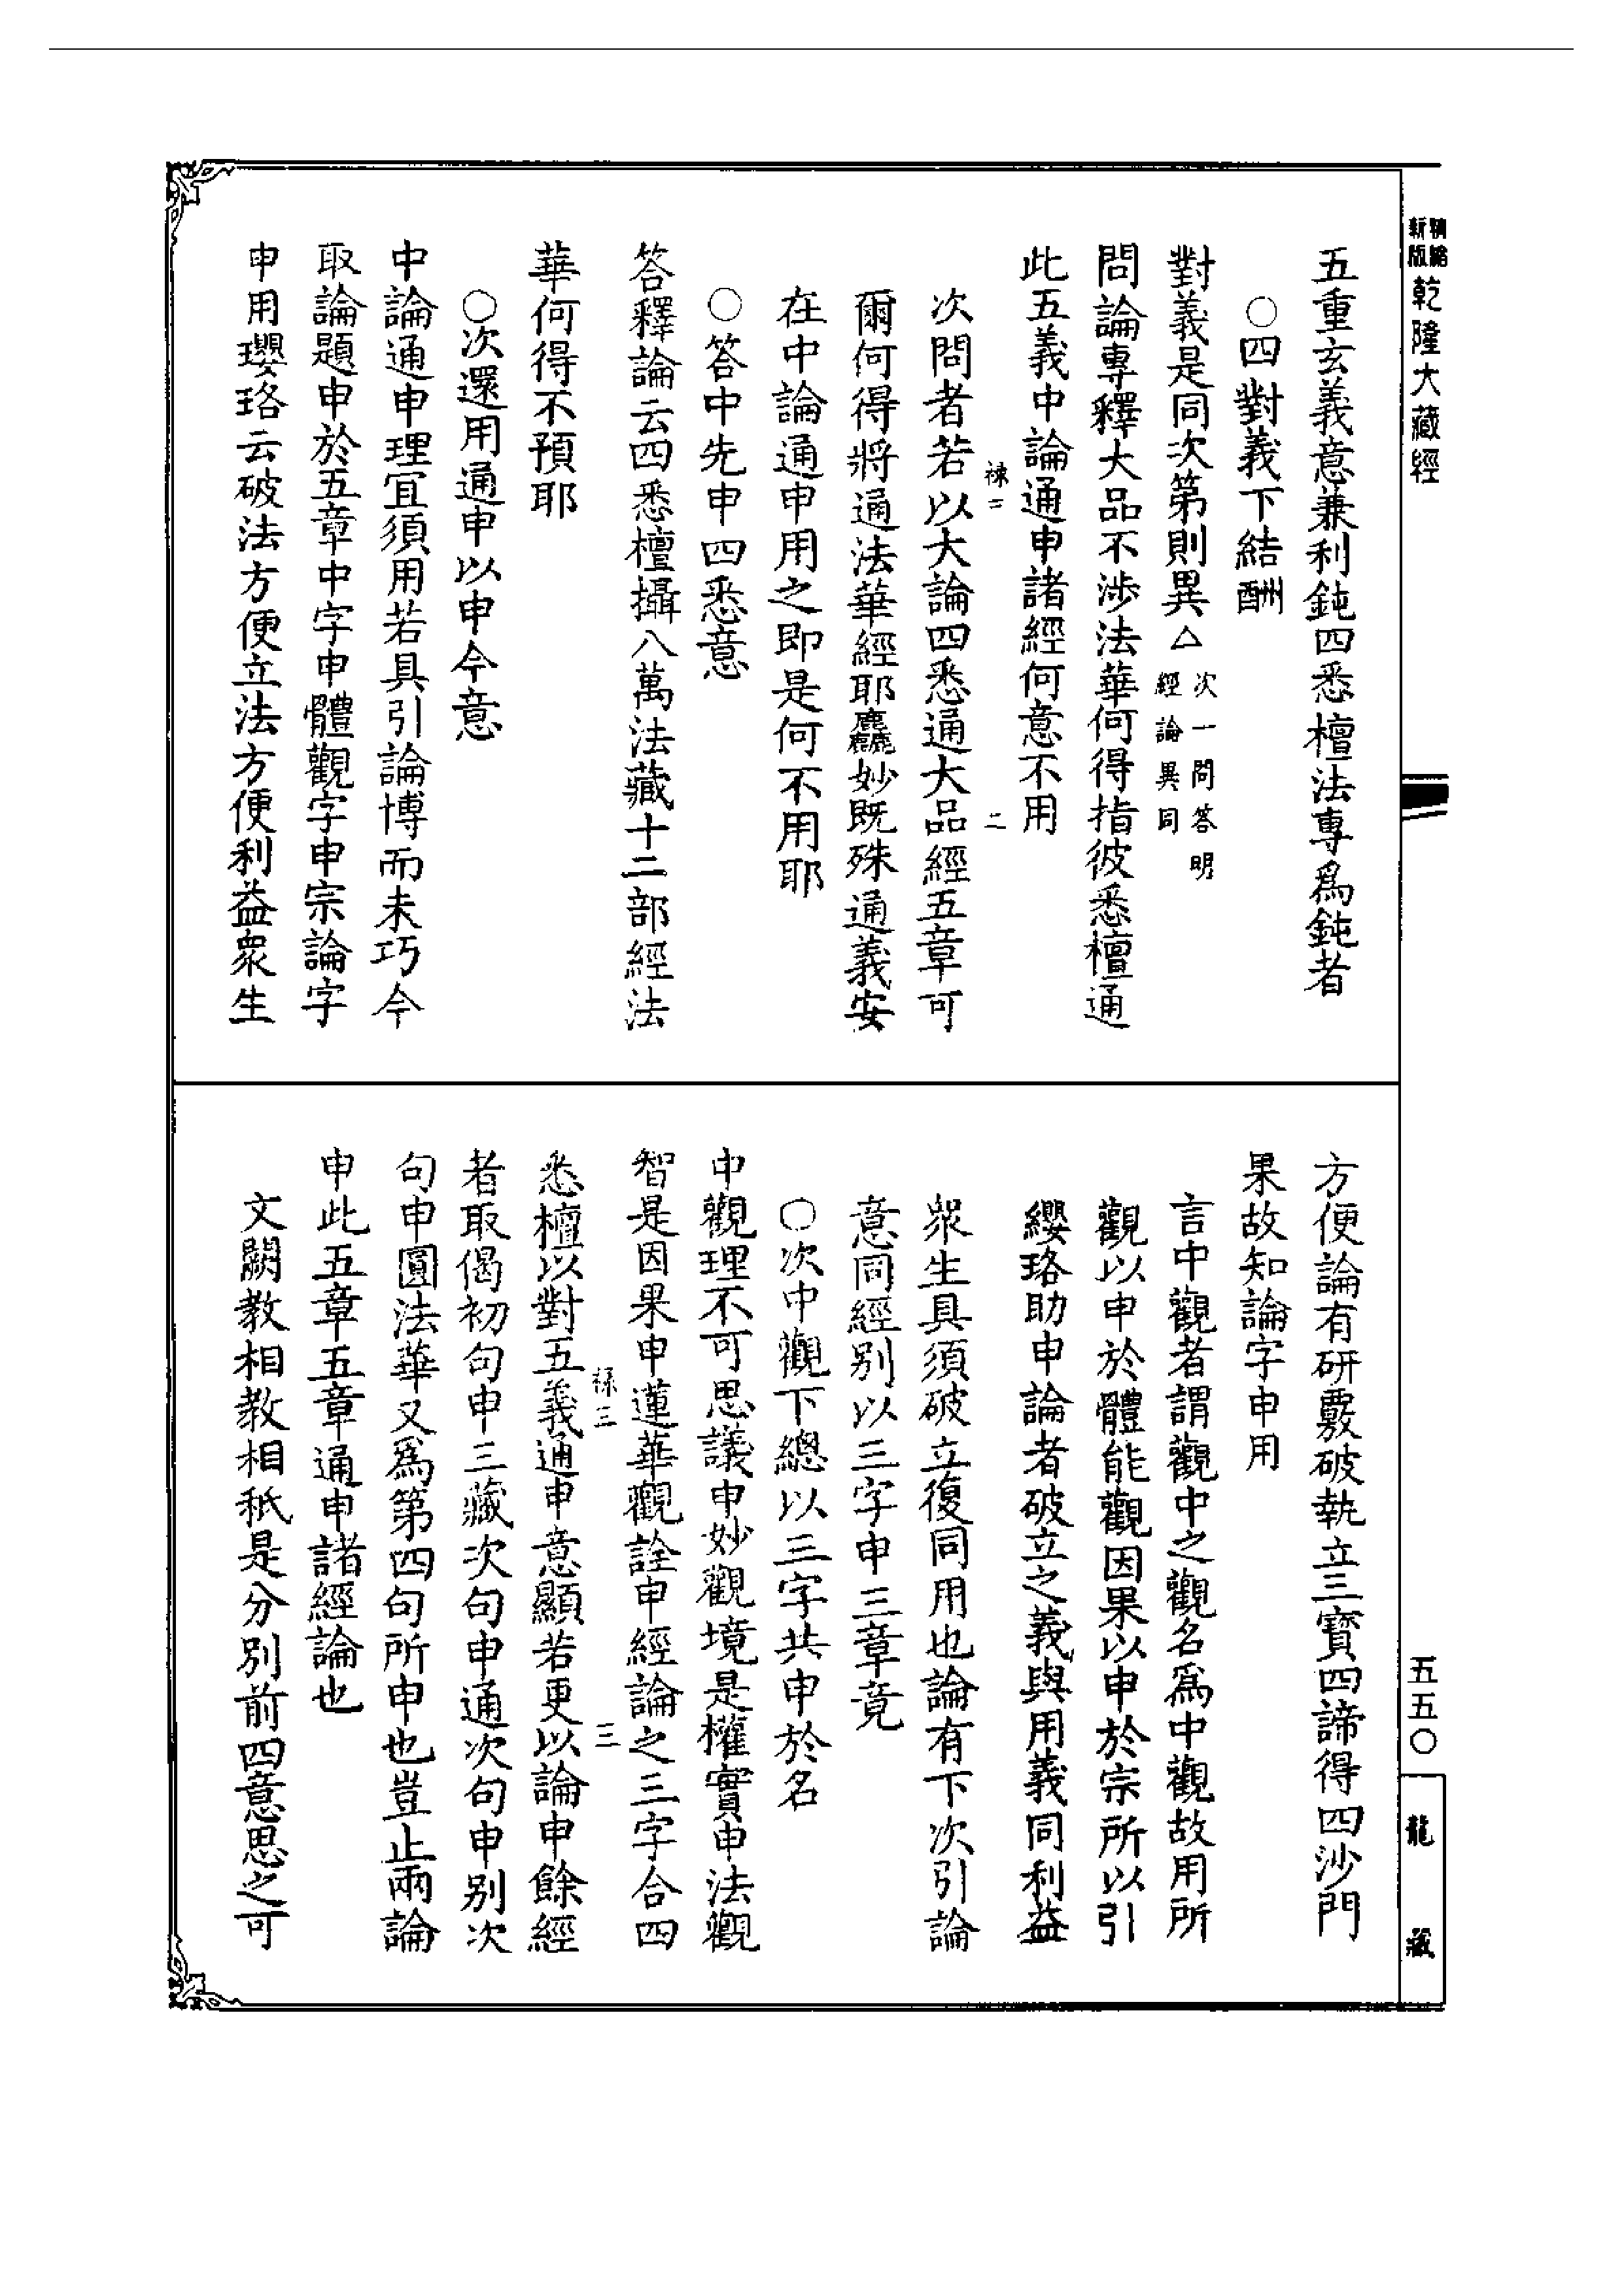 精縮新版乾隆大藏經
五重玄義意兼利鈍四悉檀法專爲鈍者
○四對義下結酬
對義是同次第則異△次一問答明經論異同
問論專釋大品不涉法華何得指彼悉檀通
此五義中論通申諸經何意不用
二
次問者若以大論四悉通大品經五章可
爾何得將通法華經耶麤妙既殊通義安
在中論通申用之即是何不用耶
○答中先申四悉意
答釋論云四悉檀攝八萬法藏十二部經法
華何得不預耶
○次還用通申以申今意
中論通申理宜須用若具引論博而未巧今
取論題申於五章中字申體觀字申宗論字
申用瓔珞云破法方便立法方便利益衆生
方便論有研覈破執立三寶四諦得四沙門
果故知論字申用
言中觀者謂觀中之觀名爲中觀故用所
觀以申於體能觀因果以申於宗所以引
纓珞助申論者破立之義與用義同利益
衆生具須破立復同用也論有下次引論
意同經别以三字申三章竟
○次中觀下總以三字共申於名
中觀理不可思議申妙觀境是權實申法觀
智是因果申蓮華觀詮申經論之三字合四
三
悉檀以對五義通申意顯若更以論申餘經
者取偈初句申三藏次句申通次句申别次
句申圓法華又爲第四句所申也豈止兩論
申此五章五章通申諸經論也
文闕教相教相秖是分別前四意思之可
五五〇
龍藏